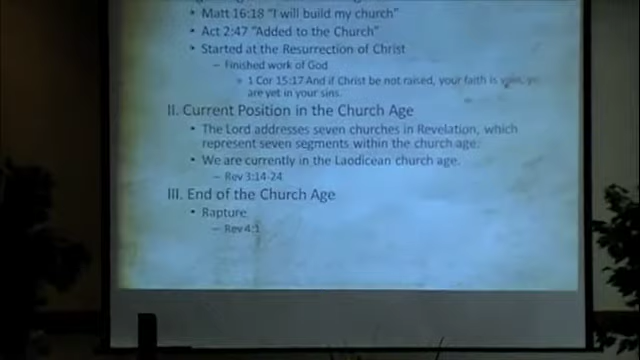 • Matt 16:18 "I will build my church"
• Act 2:47 "Added to the Church"
• Started at the Resurrection of Christ
– Finished work of God
» 1 Cor 15:17 And if Christ be not raised, your faith is
are yet in your sins.
II. Current Position in the Church Age
• The Lord addresses seven churches in Revelation, which
represent seven segments within the church age.
• We are currently in the Laodicean church age.
– Rev 3:14-24
III. End of the Church Age
• Rapture
– Rev 4:1